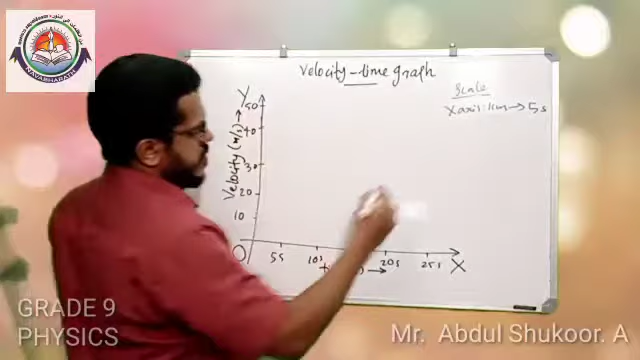 NAVABHARATH
Velocity-time graph
Scale
X axis: 1cm → 5s
Y
50
40
30
20
10
Velocity (m/s) →
O
5s
10s
20s
25s
X
GRADE 9
PHYSICS
Mr. Abdul Shukoor. A